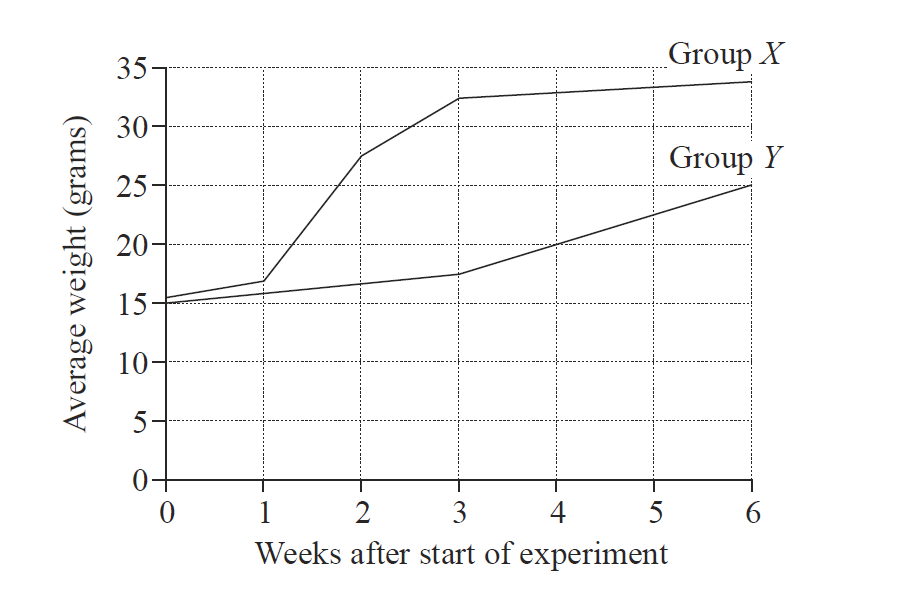 Group X
Group Y
Average weight (grams)
35
30
25
20
15
10
5
0
0 1 2 3 4 5 6
Weeks after start of experiment